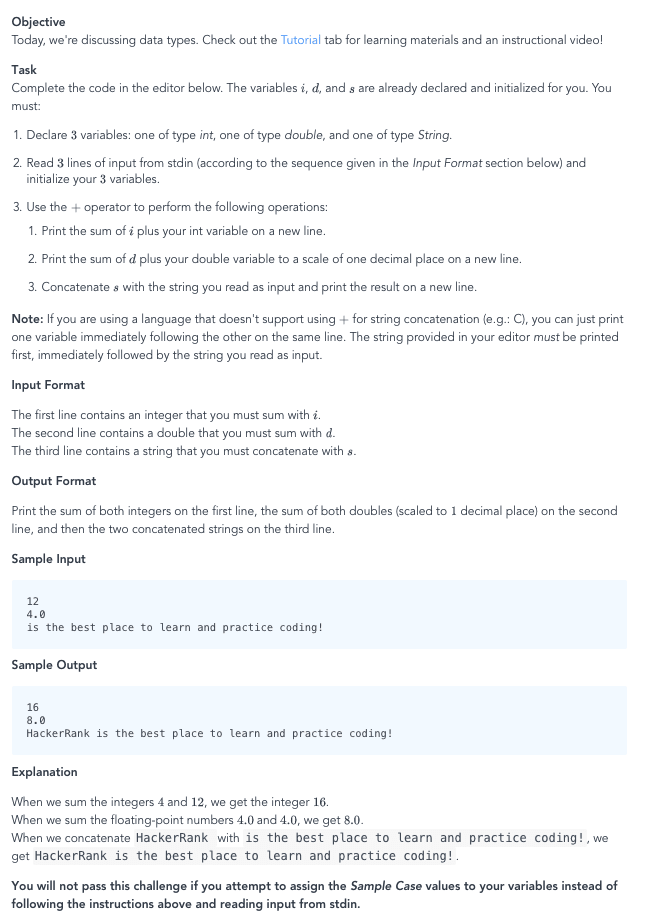 Objective
Today, we're discussing data types. Check out the Tutorial tab for learning materials and an instructional video!
Task
Complete the code in the editor below. The variables i, d, and s are already declared and initialized for you. You
must:
1. Declare 3 variables: one of type int, one of type double, and one of type String.
2. Read 3 lines of input from stdin (according to the sequence given in the Input Format section below) and
initialize your 3 variables.
3. Use the + operator to perform the following operations:
1. Print the sum of i plus your int variable on a new line.
2. Print the sum of d plus your double variable to a scale of one decimal place on a new line.
3. Concatenate s with the string you read as input and print the result on a new line.
Note: If you are using a language that doesn't support using + for string concatenation (e.g.: C), you can just print
one variable immediately following the other on the same line. The string provided in your editor must be printed
first, immediately followed by the string you read as input.
Input Format
The first line contains an integer that you must sum with i.
The second line contains a double that you must sum with d.
The third line contains a string that you must concatenate with s.
Output Format
Print the sum of both integers on the first line, the sum of both doubles (scaled to 1 decimal place) on the second
line, and then the two concatenated strings on the third line.
Sample Input
12
4.0
is the best place to learn and practice coding!
Sample Output
16
8.0
HackerRank is the best place to learn and practice coding!
Explanation
When we sum the integers 4 and 12, we get the integer 16.
When we sum the floating-point numbers 4.0 and 4.0, we get 8.0.
When we concatenate HackerRank with is the best place to learn and practice coding!, we
get HackerRank is the best place to learn and practice coding!.
You will not pass this challenge if you attempt to assign the Sample Case values to your variables instead of
following the instructions above and reading input from stdin.